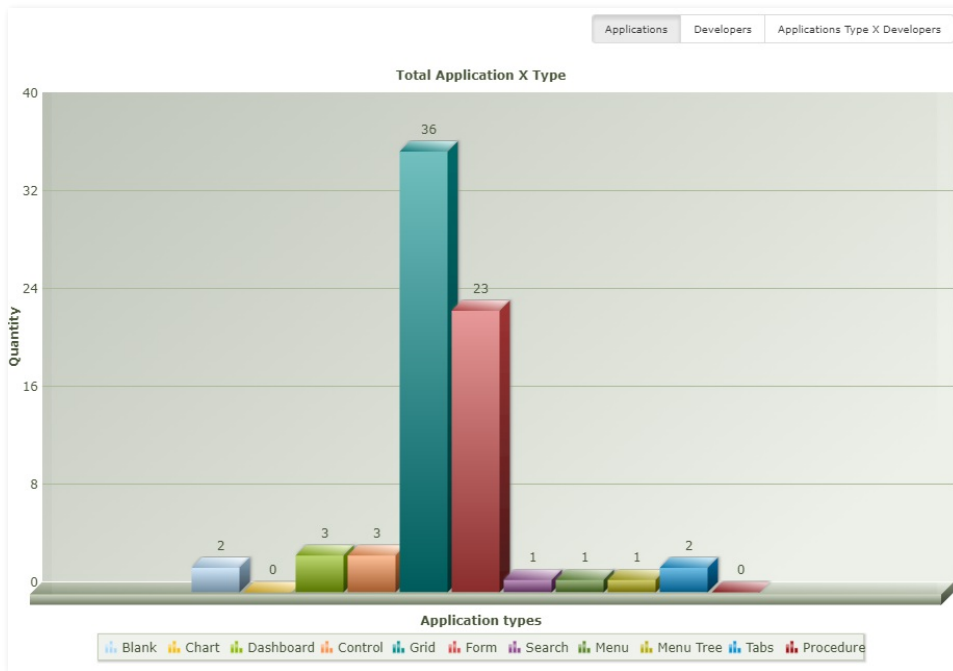 Applications Developers Applications Type X Developers
Total Application X Type
40
36
32
24
23
Quantity
16
8
3 3
2 2
1 1 1
0 0
0
Application types
Blank Chart Dashboard Control Grid Form Search Menu Menu Tree Tabs Procedure